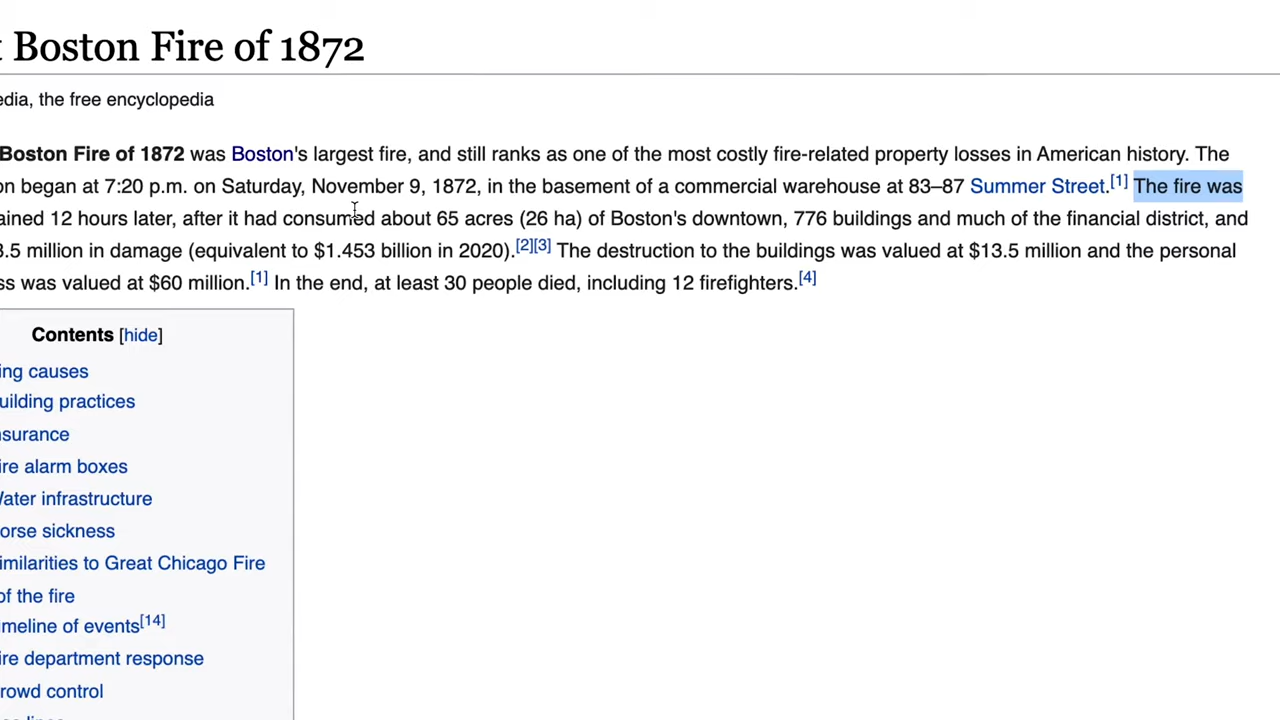 Boston Fire of 1872
edia, the free encyclopedia
Boston Fire of 1872 was Boston's largest fire, and still ranks as one of the most costly fire-related property losses in American history. The
on began at 7:20 p.m. on Saturday, November 9, 1872, in the basement of a commercial warehouse at 83–87 Summer Street.[1] The fire was
ained 12 hours later, after it had consumed about 65 acres (26 ha) of Boston's downtown, 776 buildings and much of the financial district, and
3.5 million in damage (equivalent to $1.453 billion in 2020).[2][3] The destruction to the buildings was valued at $13.5 million and the personal
ss was valued at $60 million.[1] In the end, at least 30 people died, including 12 firefighters.[4]
Contents [hide]
ing causes
uilding practices
nsurance
ire alarm boxes
Water infrastructure
orse sickness
imilarities to Great Chicago Fire
of the fire
imeline of events[14]
ire department response
rowd control